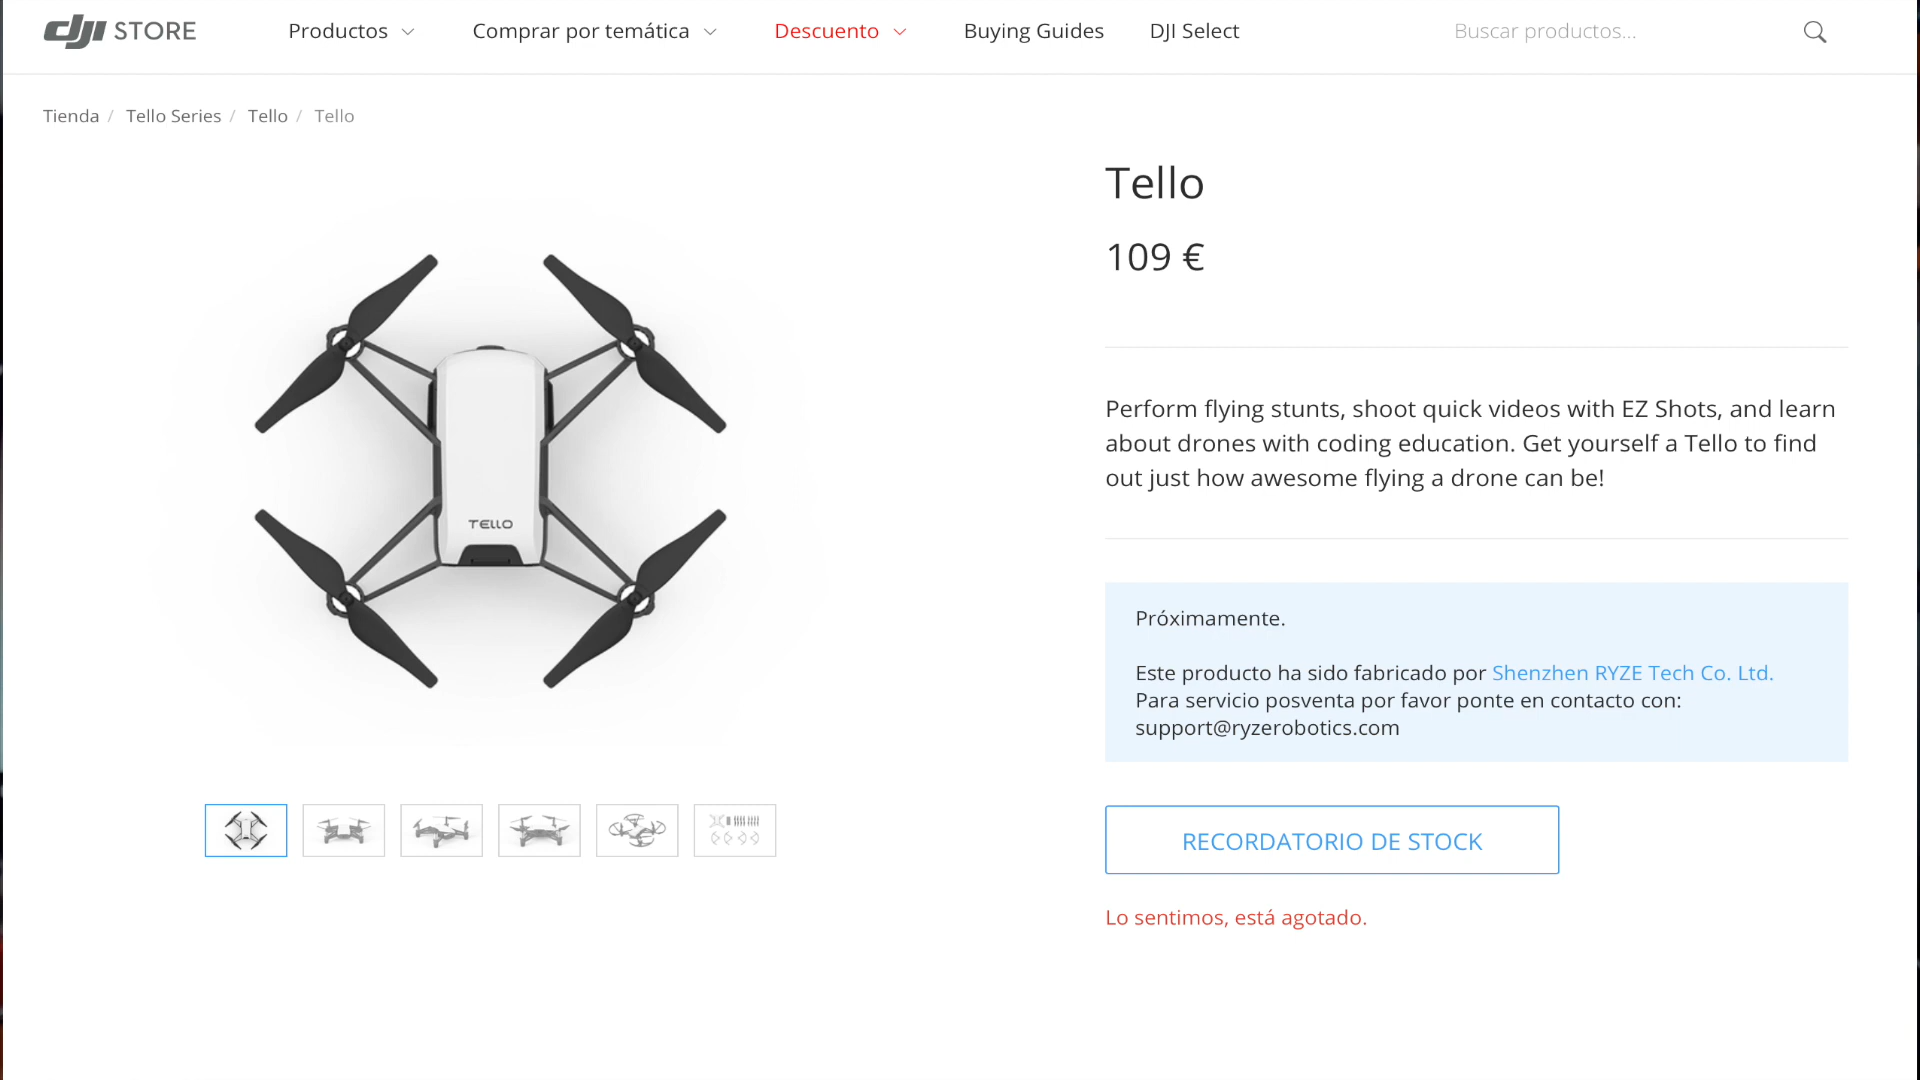 dji STORE
Productos
Comprar por temática
Descuento
Buying Guides
DJI Select
Buscar productos...
Tienda / Tello Series / Tello / Tello
Tello
109 €
Perform flying stunts, shoot quick videos with EZ Shots, and learn
about drones with coding education. Get yourself a Tello to find
out just how awesome flying a drone can be!
TELLO
Próximamente.
Este producto ha sido fabricado por Shenzhen RYZE Tech Co. Ltd.
Para servicio posventa por favor ponte en contacto con:
support@ryzerobotics.com
RECORDATORIO DE STOCK
Lo sentimos, está agotado.